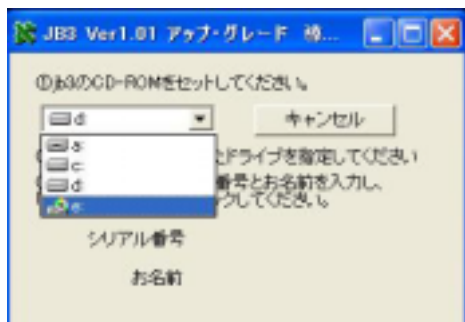 JB3 Ver1.01 アップ・グレード
①jb3のCD-ROMをセットしてください。
d:
キャンセル
a:
c:
たドライブを指定してください
d:
番号とお名前を入力し、
e:
クしてください。
シリアル番号
お名前